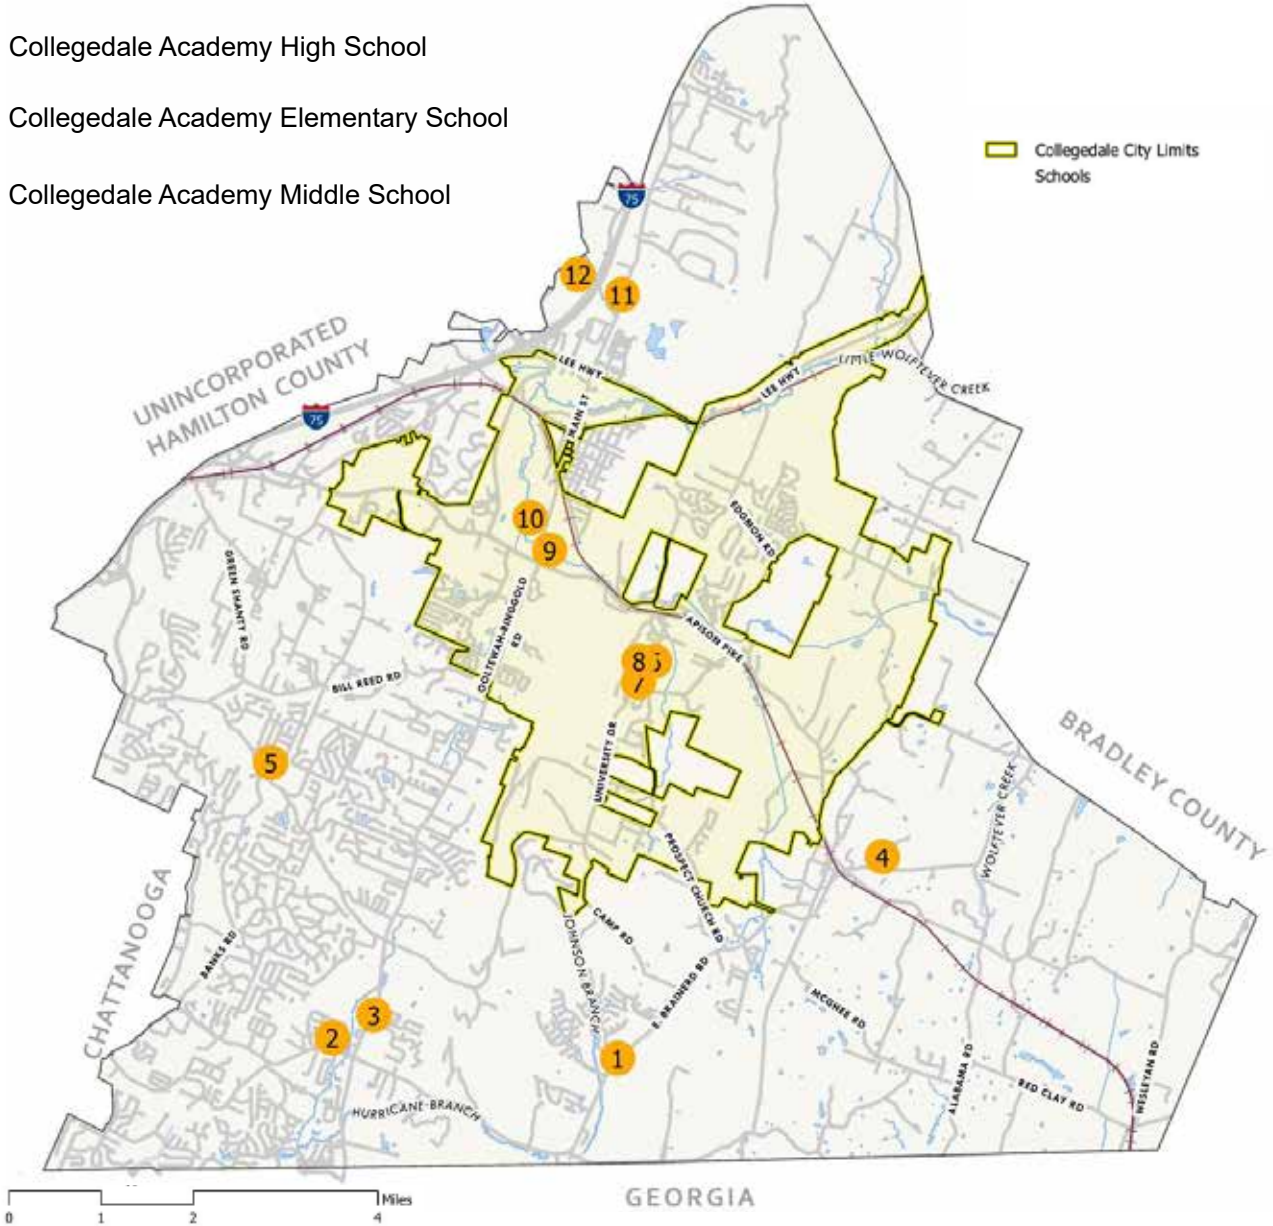 Collegedale Academy High School
Collegedale Academy Elementary School
Collegedale Academy Middle School
Collegedale City Limits
Schools
75
12
11
UNINCORPORATED
HAMILTON COUNTY
75
LEE HWY
LEE HWY
LITTLE WOLFTEVER CREEK
MAIN ST
10
9
EDGMON RD
GREEN SHANTY RD
OOLTEWAH-RINGGOLD
RD
APISON PIKE
8
7
BILL REED RD
5
UNIVERSITY DR
BRADLEY COUNTY
WOLFTEVER CREEK
4
PROSPECT CHURCH RD
CHATTANOOGA
BANKS RD
CAMP RD
JOHNSON BRANCH
E. BRAINERD RD
MCGHEE RD
3
2
1
HURRICANE BRANCH
ALABAMA RD
RED CLAY RD
WESLEYAN RD
GEORGIA
Miles
0 1 2 4